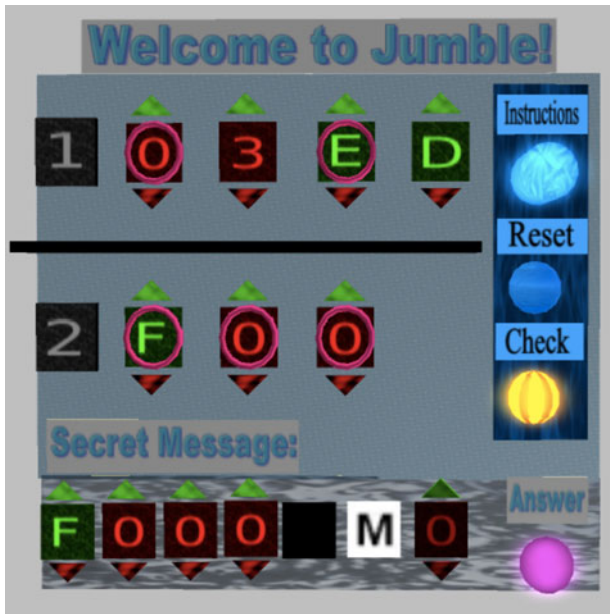 Welcome to Jumble!
Instructions
1 0 3 E D
Reset
2 F 0 0
Check
Secret Message:
Answer
F 0 0 0 M 0